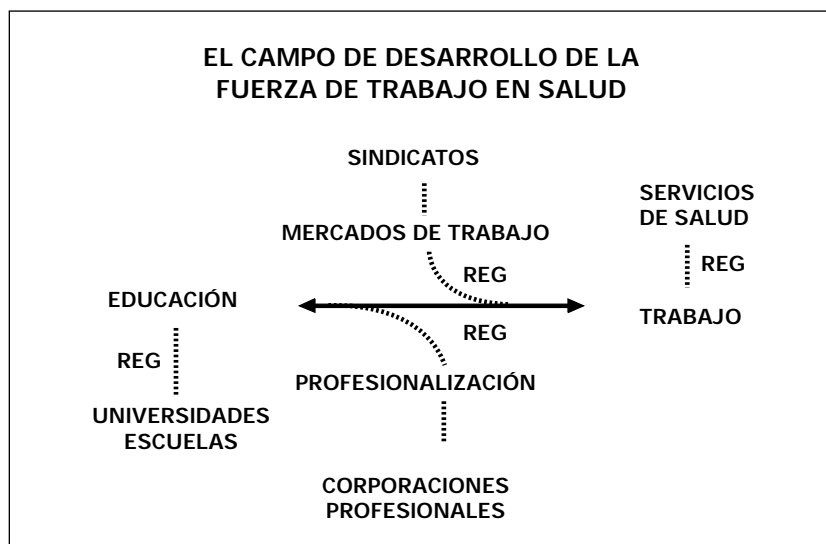 EL CAMPO DE DESARROLLO DE LA
FUERZA DE TRABAJO EN SALUD
SINDICATOS
SERVICIOS
DE SALUD
MERCADOS DE TRABAJO
REG
REG
EDUCACIÓN
TRABAJO
REG
REG
PROFESIONALIZACIÓN
UNIVERSIDADES
ESCUELAS
CORPORACIONES
PROFESIONALES